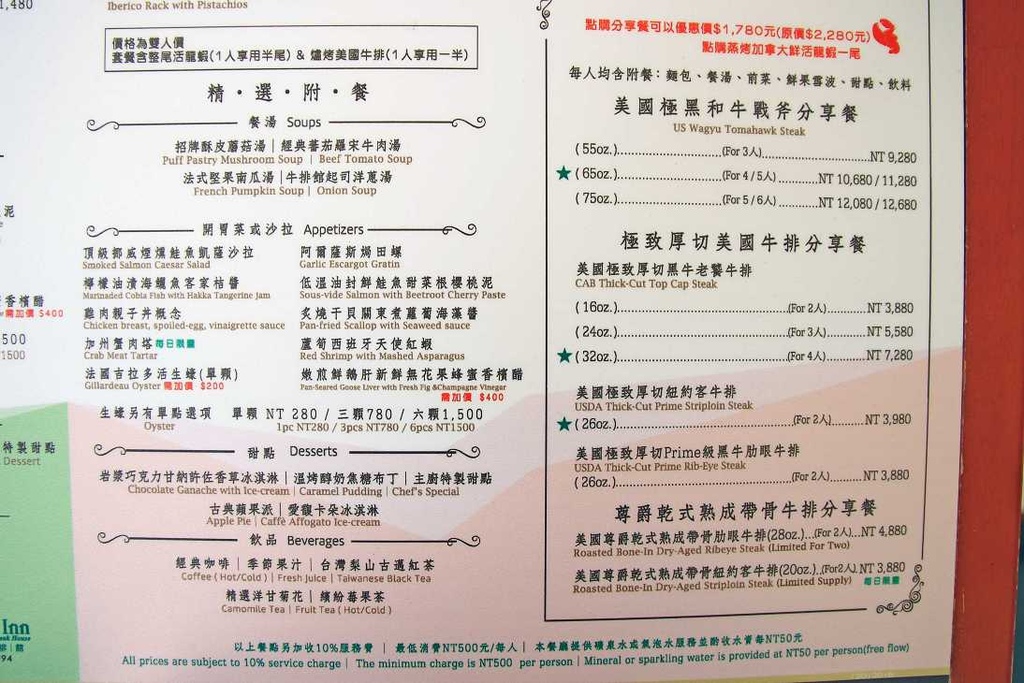 1,480
Iberico Rack with Pistachios
價格為雙人價
套餐含整尾活龍蝦(1人享用半尾) & 爐烤美國牛排(1人享用一半)
精・選・附・餐
餐湯 Soups
招牌酥皮蘑菇湯｜經典蕃茄羅宋牛肉湯
Puff Pastry Mushroom Soup | Beef Tomato Soup
法式堅果南瓜湯｜牛排館起司洋蔥湯
French Pumpkin Soup | Onion Soup
開胃菜或沙拉 Appetizers
頂級挪威煙燻鮭魚凱薩沙拉
Smoked Salmon Caesar Salad
檸檬油漬海鱺魚客家桔醬
Marinaded Cobia Fish with Hakka Tangerine Jam
雞肉親子丼概念
Chicken breast, spoiled-egg, vinaigrette sauce
加州蟹肉塔 每日限量
Crab Meat Tartar
法國吉拉多活生蠔(單顆)
Gillardeau Oyster 需加價 $200
阿爾薩斯焗田螺
Garlic Escargot Gratin
低溫油封鮮鮭魚甜菜根櫻桃泥
Sous-vide Salmon with Beetroot Cherry Paste
炙燒干貝關東煮蘿蔔海藻醬
Pan-fried Scallop with Seaweed sauce
蘆筍西班牙天使紅蝦
Red Shrimp with Mashed Asparagus
嫩煎鮮鵝肝新鮮無花果蜂蜜香檳醋
Pan-Seared Goose Liver with Fresh Fig &Champagne Vinegar
需加價 $400
生蠔另有單點選項 單顆 NT 280 / 三顆780 / 六顆1,500
Oyster 1pc NT280 / 3pcs NT780 / 6pcs NT1500
甜點 Desserts
岩漿巧克力甘納許佐香草冰淇淋｜溫烤醇奶焦糖布丁｜主廚特製甜點
Chocolate Ganache with Ice-cream | Caramel Pudding | Chef's Special
古典蘋果派｜愛覆卡朵冰淇淋
Apple Pie | Caffè Affogato Ice-cream
飲品 Beverages
經典咖啡｜季節果汁｜台灣梨山古邁紅茶
Coffee ( Hot/Cold ) | Fresh Juice | Taiwanese Black Tea
精選洋甘菊花｜繽紛莓果茶
Camomile Tea | Fruit Tea ( Hot/Cold )
泥
香檳醋
需加價 $400
500
1500
特製甜點
Dessert
Inn
94
點購分享餐可以優惠價$1,780元(原價$2,280元)
點購蒸烤加拿大鮮活龍蝦一尾
每人均含附餐：麵包、餐湯、前菜、鮮果雪波、甜點、飲料
美國極黑和牛戰斧分享餐
US Wagyu Tomahawk Steak
(55oz.)...(For 3人)...NT 9,280
★ (65oz.)...(For 4 / 5人)...NT 10,680 / 11,280
(75oz.)...(For 5 / 6人)...NT 12,080 / 12,680
極致厚切美國牛排分享餐
美國極致厚切黑牛老饕牛排
CAB Thick-Cut Top Cap Steak
(16oz.)...(For 2人)...NT 3,880
(24oz.)...(For 3人)...NT 5,580
★ (32oz.)...(For 4人)...NT 7,280
美國極致厚切紐約客牛排
USDA Thick-Cut Prime Striploin Steak
★ (26oz.)...(For 2人)...NT 3,980
美國極致厚切Prime級黑牛肋眼牛排
USDA Thick-Cut Prime Rib-Eye Steak
(26oz.)...(For 2人)...NT 3,880
尊爵乾式熟成帶骨牛排分享餐
美國尊爵乾式熟成帶骨肋眼牛排(28oz.)...(For 2人)...NT 4,880
Roasted Bone-In Dry-Aged Ribeye Steak (Limited For Two)
美國尊爵乾式熟成帶骨紐約客牛排(20oz.)..(For2人). NT 3,880
Roasted Bone-In Dry-Aged Striploin Steak (Limited Supply) 每日限量
以上餐點另加收10%服務費 ｜ 最低消費NT500元/每人 ｜ 本餐廳提供礦泉水或氣泡水服務並酌收水資每NT50元
All prices are subject to 10% service charge | The minimum charge is NT500 per person | Mineral or sparkling water is provided at NT50 per person(free flow)